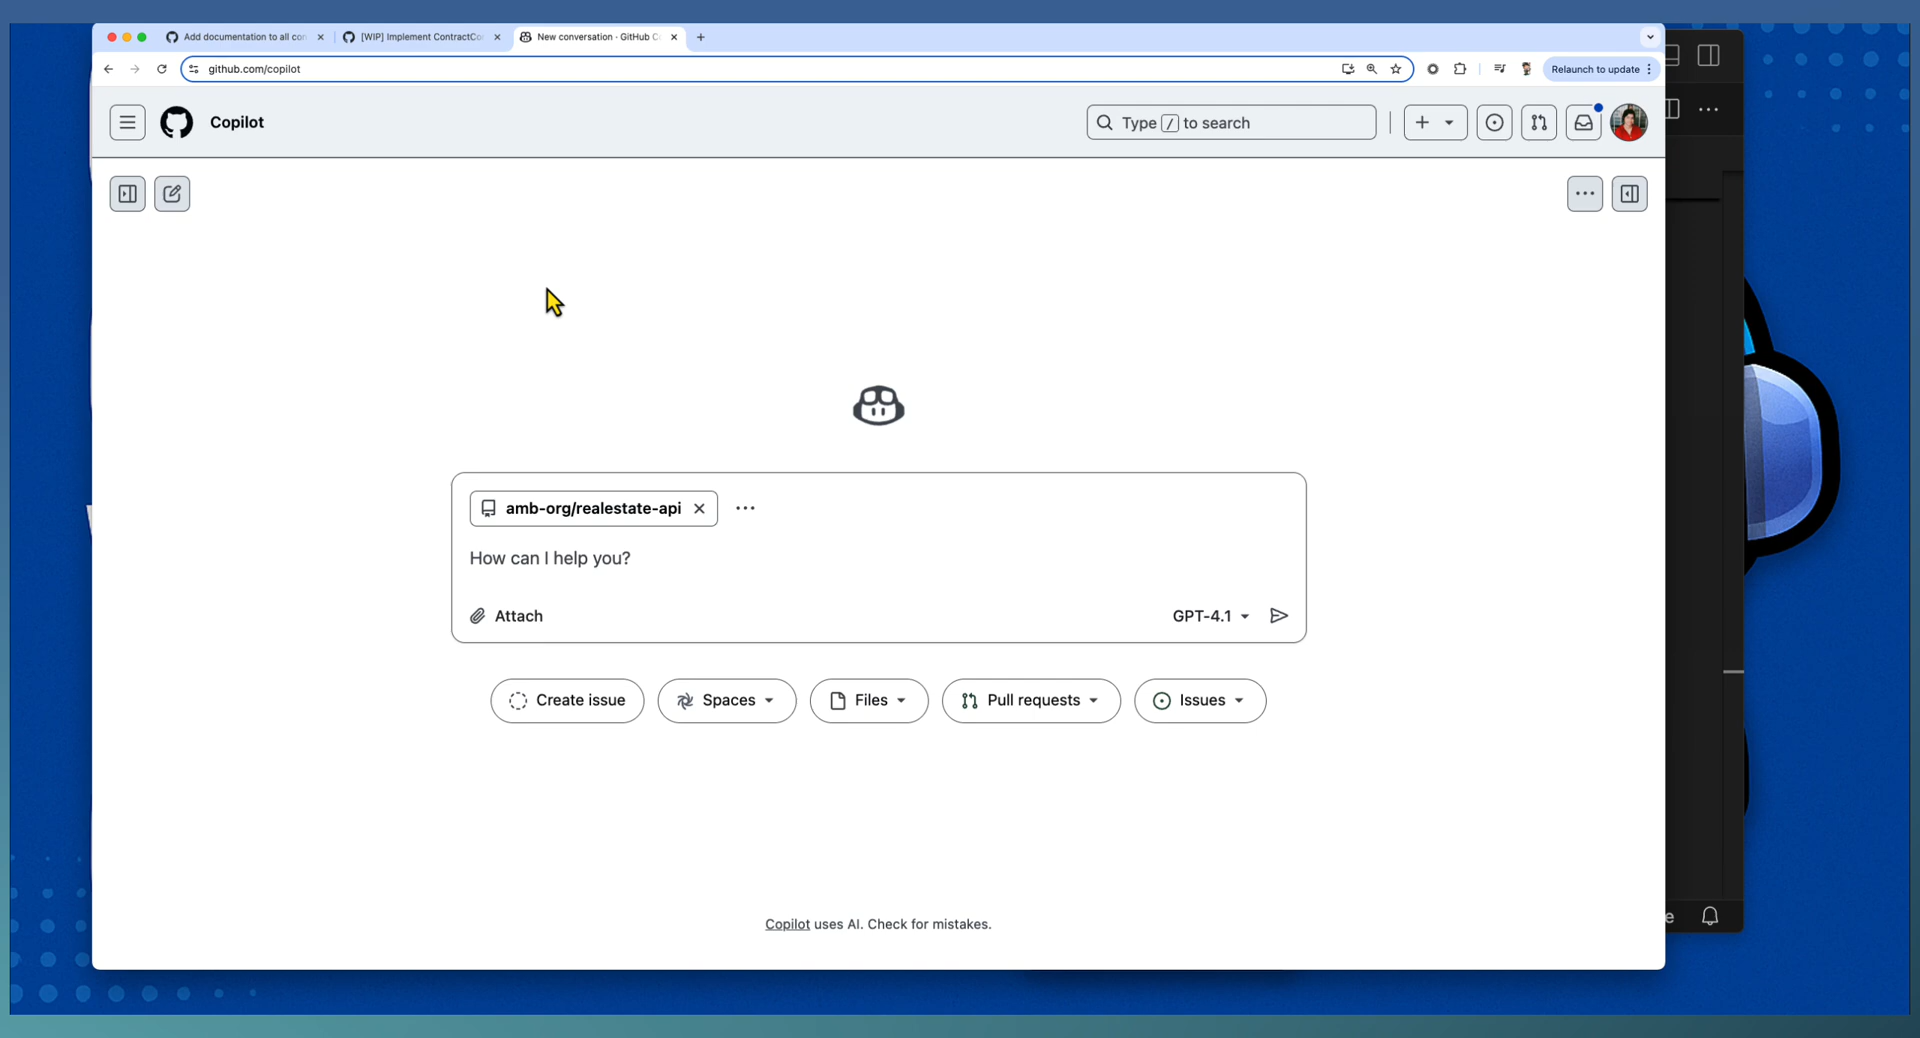 Add documentation to all con
[WIP] Implement ContractCo
New conversation · GitHub C
github.com/copilot
Relaunch to update
Copilot
Type / to search
amb-org/realestate-api
How can I help you?
Attach
GPT-4.1
Create issue
Spaces
Files
Pull requests
Issues
Copilot uses AI. Check for mistakes.
e